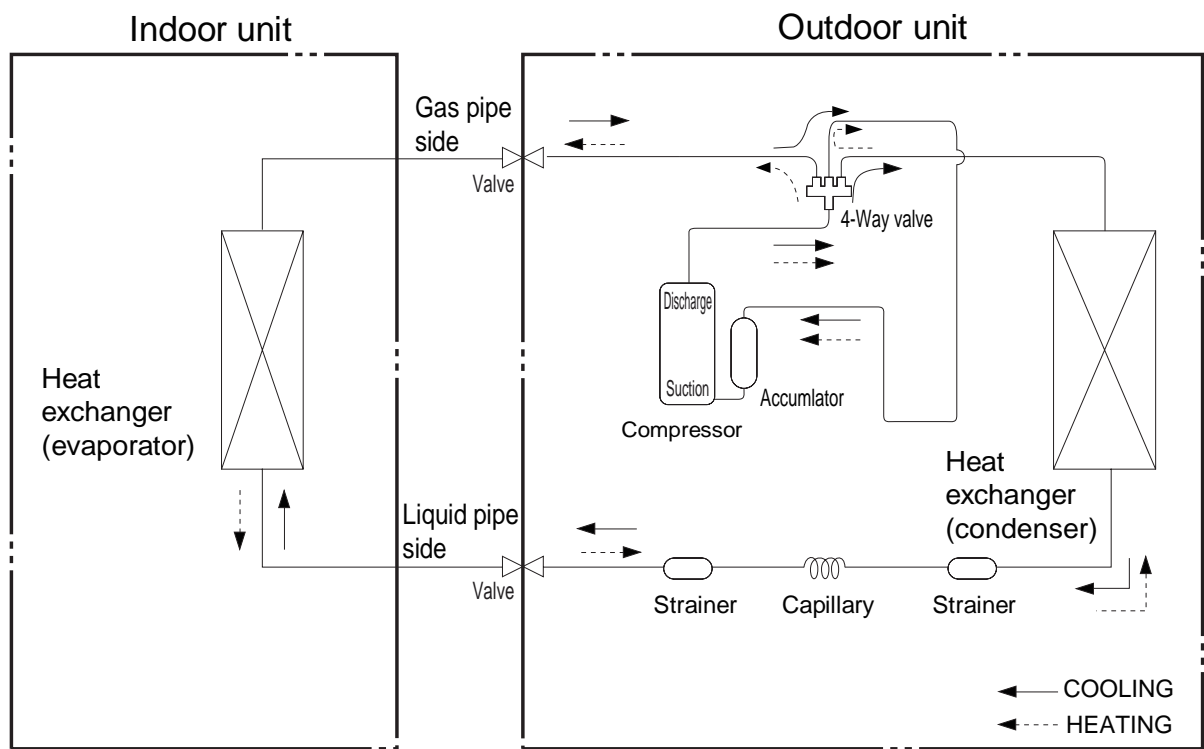 Indoor unit
Outdoor unit
Gas pipe
side
Valve
4-Way valve
Discharge
Suction
Compressor
Accumlator
Heat
exchanger
(evaporator)
Heat
exchanger
(condenser)
Liquid pipe
side
Valve
Strainer
Capillary
Strainer
COOLING
HEATING